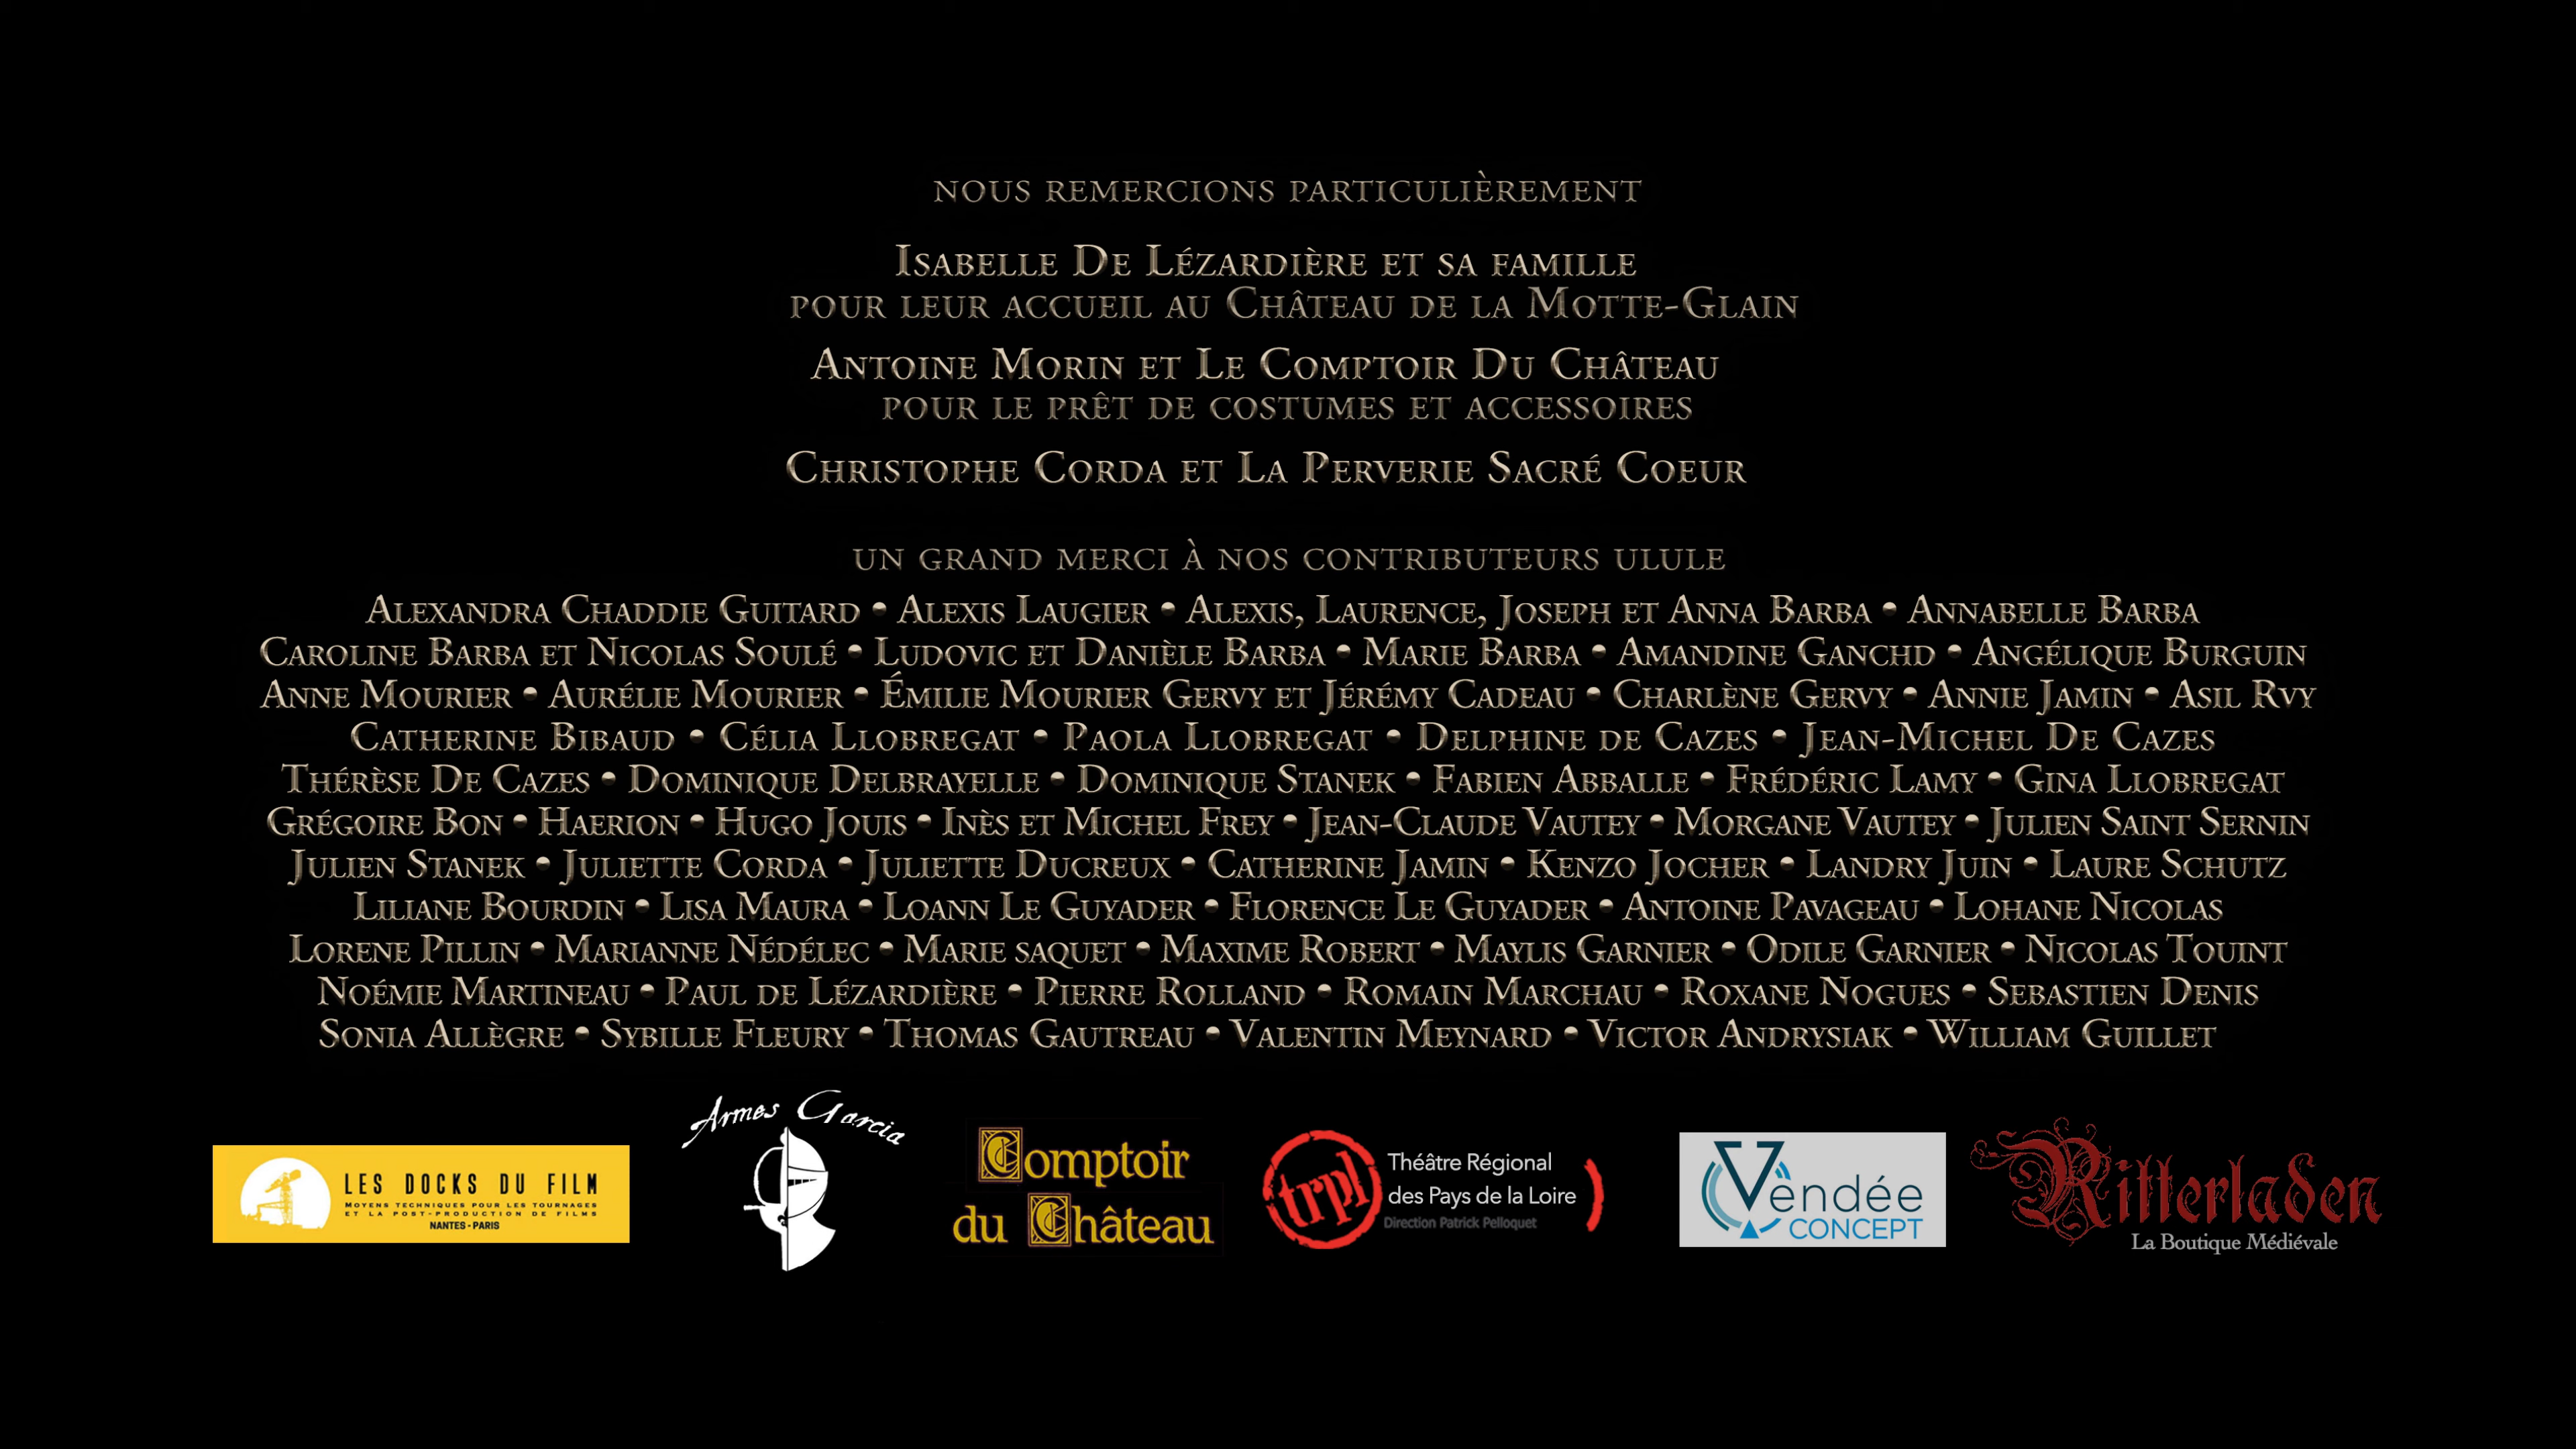 NOUS REMERCIONS PARTICULIÈREMENT
ISABELLE DE LÉZARDIÈRE ET SA FAMILLE
POUR LEUR ACCUEIL AU CHÂTEAU DE LA MOTTE-GLAIN
ANTOINE MORIN ET LE COMPTOIR DU CHÂTEAU
POUR LE PRÊT DE COSTUMES ET ACCESSOIRES
CHRISTOPHE CORDA ET LA PERVERIE SACRÉ COEUR
UN GRAND MERCI À NOS CONTRIBUTEURS ULULE
ALEXANDRA CHADDIE GUITARD • ALEXIS LAUGIER • ALEXIS, LAURENCE, JOSEPH ET ANNA BARBA • ANNABELLE BARBA
CAROLINE BARBA ET NICOLAS SOULÉ • LUDOVIC ET DANIÈLE BARBA • MARIE BARBA • AMANDINE GANCHD • ANGÉLIQUE BURGUIN
ANNE MOURIER • AURÉLIE MOURIER • ÉMILIE MOURIER GERVY ET JÉRÉMY CADEAU • CHARLÈNE GERVY • ANNIE JAMIN • ASIL RVY
CATHERINE BIBAUD • CÉLIA LLOBREGAT • PAOLA LLOBREGAT • DELPHINE DE CAZES • JEAN-MICHEL DE CAZES
THÉRÈSE DE CAZES • DOMINIQUE DELBRAYELLE • DOMINIQUE STANEK • FABIEN ABBALLE • FRÉDÉRIC LAMY • GINA LLOBREGAT
GRÉGOIRE BON • HAERION • HUGO JOUIS • INÈS ET MICHEL FREY • JEAN-CLAUDE VAUTEY • MORGANE VAUTEY • JULIEN SAINT SERNIN
JULIEN STANEK • JULIETTE CORDA • JULIETTE DUCREUX • CATHERINE JAMIN • KENZO JOCHER • LANDRY JUIN • LAURE SCHUTZ
LILIANE BOURDIN • LISA MAURA • LOANN LE GUYADER • FLORENCE LE GUYADER • ANTOINE PAVAGEAU • LOHANE NICOLAS
LORENE PILLIN • MARIANNE NÉDÉLEC • MARIE SAQUET • MAXIME ROBERT • MAYLIS GARNIER • ODILE GARNIER • NICOLAS TOUINT
NOÉMIE MARTINEAU • PAUL DE LÉZARDIÈRE • PIERRE ROLLAND • ROMAIN MARCHAU • ROXANE NOGUES • SEBASTIEN DENIS
SONIA ALLÈGRE • SYBILLE FLEURY • THOMAS GAUTREAU • VALENTIN MEYNARD • VICTOR ANDRYSIAK • WILLIAM GUILLET
LES DOCKS DU FILM
MOYENS TECHNIQUES POUR LES TOURNAGES
ET LA POST-PRODUCTION DE FILMS
NANTES - PARIS
Armes Garcia
Comptoir
du Château
trpl
Théâtre Régional
des Pays de la Loire
Direction Patrick Pelloquet
Vendée
CONCEPT
Ritterladen
La Boutique Médiévale